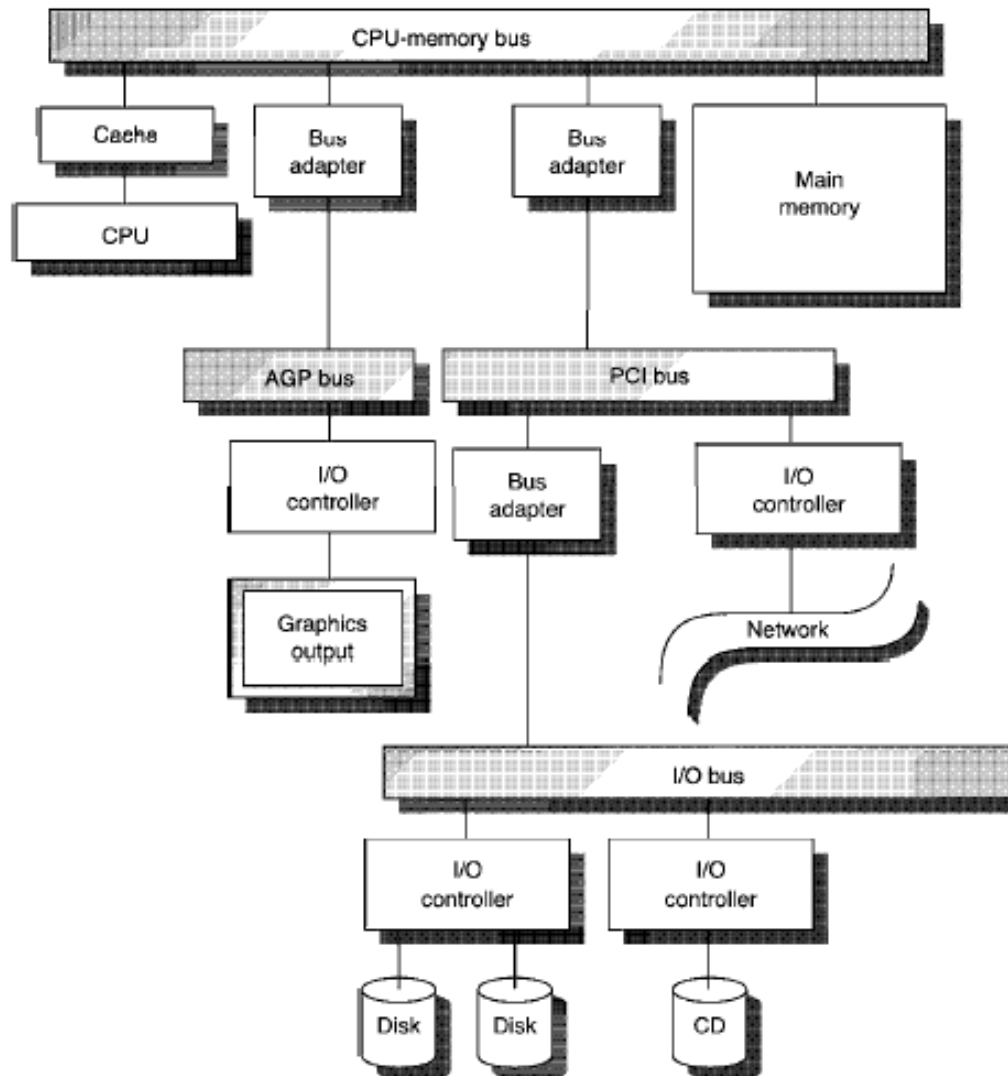 CPU-memory bus
Cache
Bus
adapter
Bus
adapter
Main
memory
CPU
AGP bus
PCI bus
I/O
controller
Bus
adapter
I/O
controller
Graphics
output
Network
I/O bus
I/O
controller
I/O
controller
Disk
Disk
CD